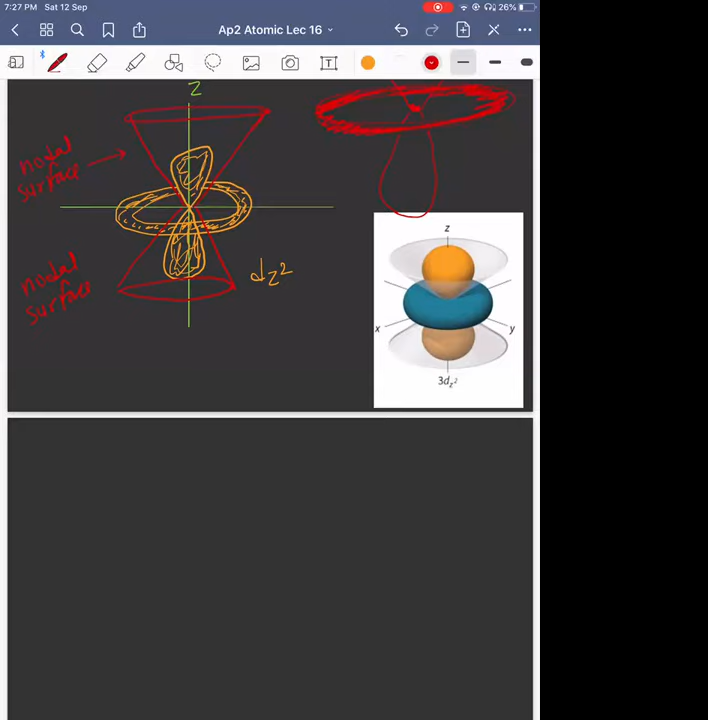 7:27 PM Sat 12 Sep
26%
Ap2 Atomic Lec 16
T
z
nodal
surface
nodal
surface
dz²
z
x
y
3dz²